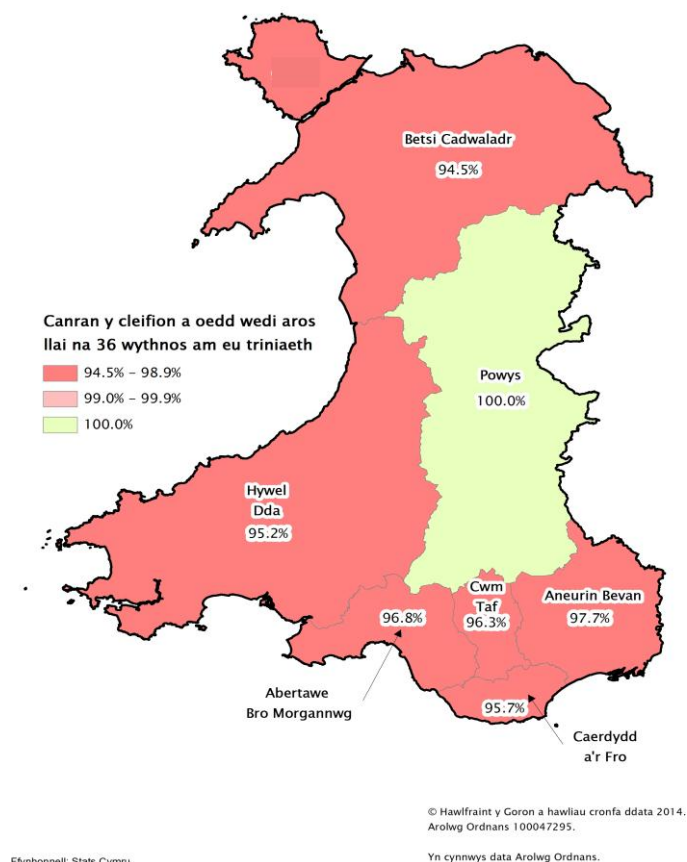 Betsi Cadwaladr
94.5%
Canran y cleifion a oedd wedi aros
llai na 36 wythnos am eu triniaeth
94.5% - 98.9%
99.0% - 99.9%
100.0%
Powys
100.0%
Hywel
Dda
95.2%
Cwm
Taf
96.3%
Aneurin Bevan
97.7%
96.8%
Abertawe
Bro Morgannwg
95.7%
Caerdydd
a'r Fro
© Hawlfraint y Goron a hawliau cronfa ddata 2014.
Arolwg Ordnans 100047295.
Yn cynnwys data Arolwg Ordnans.
Stats Cymru